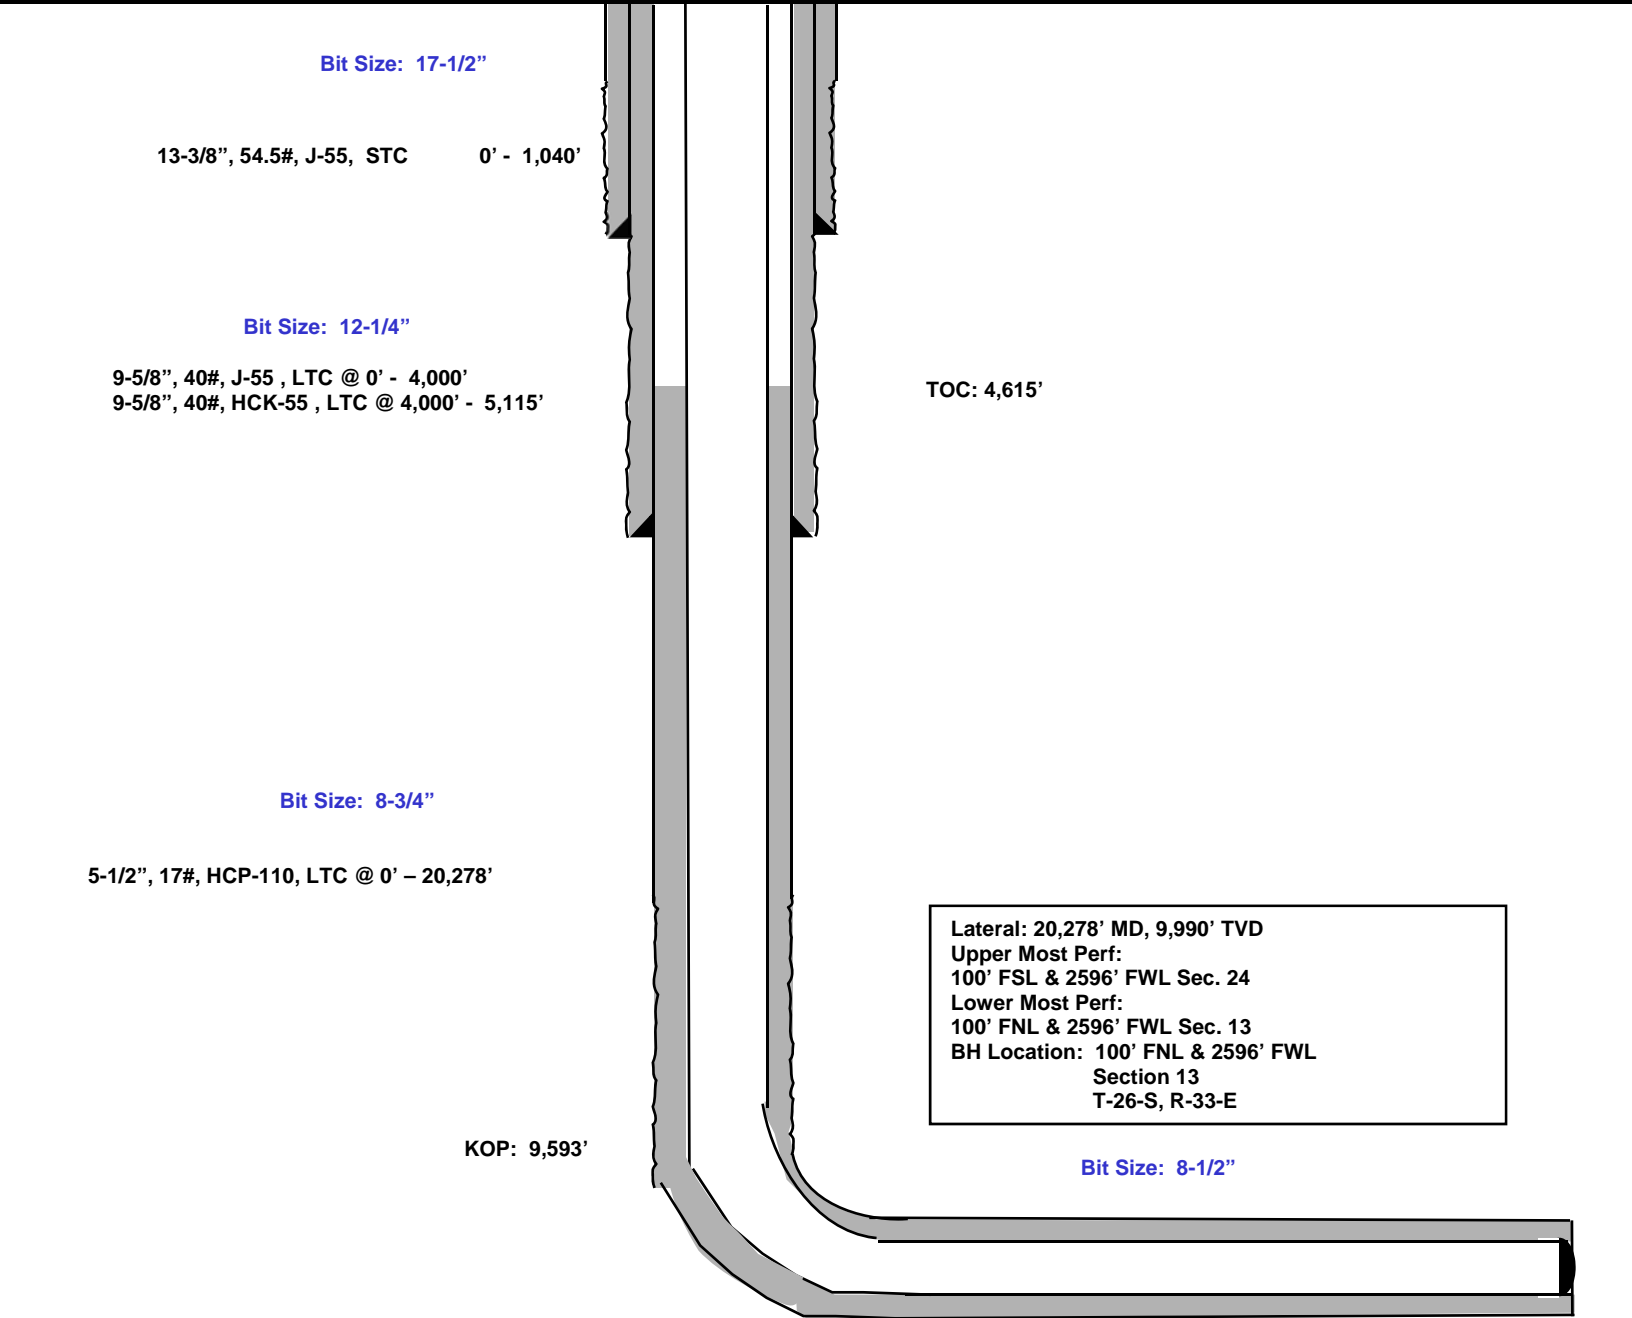 Bit Size: 17-1/2”
13-3/8”, 54.5#, J-55, STC 0’ - 1,040’
Bit Size: 12-1/4”
9-5/8”, 40#, J-55 , LTC @ 0’ - 4,000’
9-5/8”, 40#, HCK-55 , LTC @ 4,000’ - 5,115’
TOC: 4,615’
Bit Size: 8-3/4”
5-1/2”, 17#, HCP-110, LTC @ 0’ – 20,278’
Lateral: 20,278’ MD, 9,990’ TVD
Upper Most Perf:
100’ FSL & 2596’ FWL Sec. 24
Lower Most Perf:
100’ FNL & 2596’ FWL Sec. 13
BH Location: 100’ FNL & 2596’ FWL
Section 13
T-26-S, R-33-E
KOP: 9,593’
Bit Size: 8-1/2”